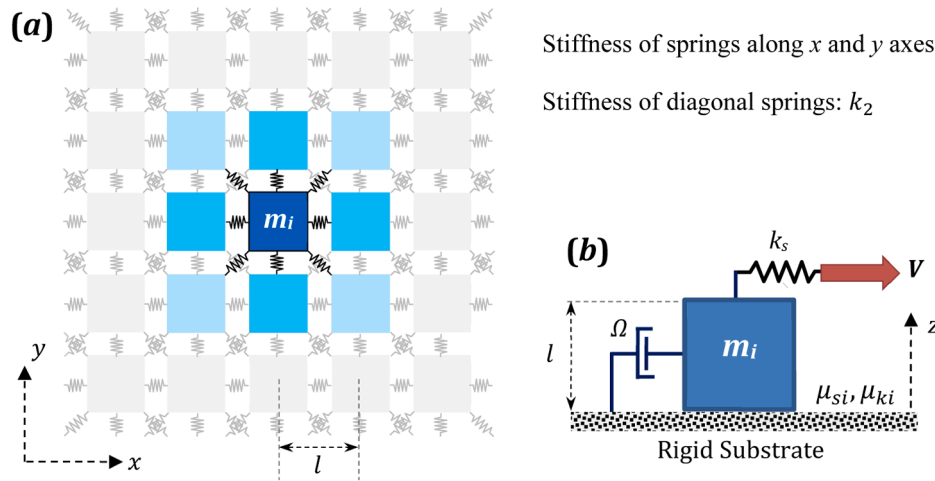 (a)
Stiffness of springs along x and y axes
Stiffness of diagonal springs: k₂
mᵢ
(b)
kₛ
V
Ω
l
mᵢ
z
μₛᵢ, μₖᵢ
y
x
l
Rigid Substrate